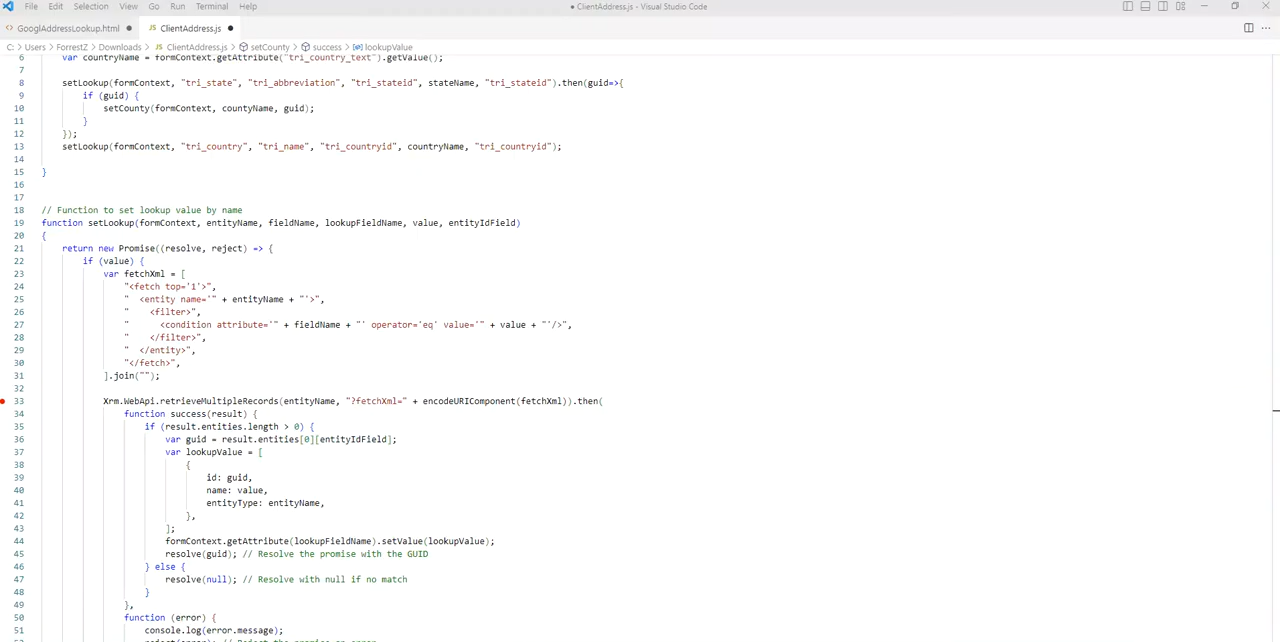 File Edit Selection View Go Run Terminal Help
● ClientAddress.js - Visual Studio Code
GooglAddressLookup.html ●
JS ClientAddress.js ●
C: > Users > ForrestZ > Downloads > JS ClientAddress.js > setCounty > success > lookupValue
6 var countryName = formContext.getAttribute("tri_country_text").getValue();
7
8 setLookup(formContext, "tri_state", "tri_abbreviation", "tri_stateid", stateName, "tri_stateid").then(guid=>{
9 if (guid) {
10 setCounty(formContext, countyName, guid);
11 }
12 });
13 setLookup(formContext, "tri_country", "tri_name", "tri_countryid", countryName, "tri_countryid");
14
15 }
16
17
18 // Function to set lookup value by name
19 function setLookup(formContext, entityName, fieldName, lookupFieldName, value, entityIdField)
20 {
21 return new Promise((resolve, reject) => {
22 if (value) {
23 var fetchXml = [
24 "<fetch top='1'>",
25 " <entity name='" + entityName + "'>",
26 " <filter>",
27 " <condition attribute='" + fieldName + "' operator='eq' value='" + value + "'/>",
28 " </filter>",
29 " </entity>",
30 "</fetch>",
31 ].join("");
32
33 Xrm.WebApi.retrieveMultipleRecords(entityName, "?fetchXml=" + encodeURIComponent(fetchXml)).then(
34 function success(result) {
35 if (result.entities.length > 0) {
36 var guid = result.entities[0][entityIdField];
37 var lookupValue = [
38 {
39 id: guid,
40 name: value,
41 entityType: entityName,
42 },
43 ];
44 formContext.getAttribute(lookupFieldName).setValue(lookupValue);
45 resolve(guid); // Resolve the promise with the GUID
46 } else {
47 resolve(null); // Resolve with null if no match
48 }
49 },
50 function (error) {
51 console.log(error.message);